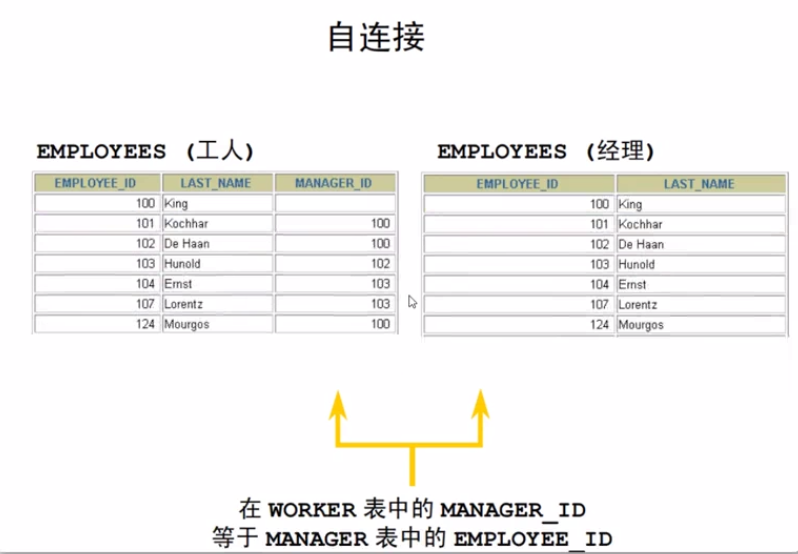 自连接
EMPLOYEES (工人)
EMPLOYEE_ID LAST_NAME MANAGER_ID
100 King
101 Kochhar 100
102 De Haan 100
103 Hunold 102
104 Ernst 103
107 Lorentz 103
124 Mourgos 100
EMPLOYEES (经理)
EMPLOYEE_ID LAST_NAME
100 King
101 Kochhar
102 De Haan
103 Hunold
104 Ernst
107 Lorentz
124 Mourgos
在 WORKER 表中的 MANAGER_ID
等于 MANAGER 表中的 EMPLOYEE_ID